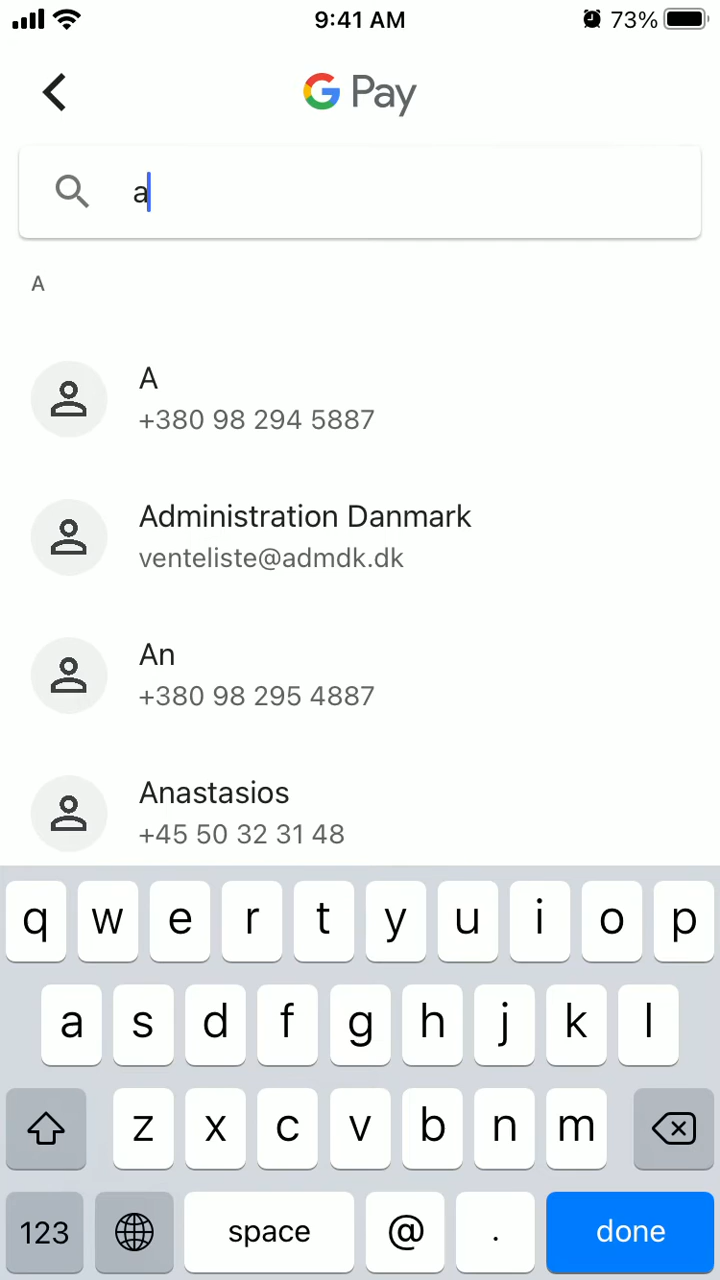 9:41 AM 73%
G Pay
a
A
A
+380 98 294 5887
Administration Danmark
venteliste@admdk.dk
An
+380 98 295 4887
Anastasios
+45 50 32 31 48
q w e r t y u i o p
a s d f g h j k l
z x c v b n m
123 space @ . done